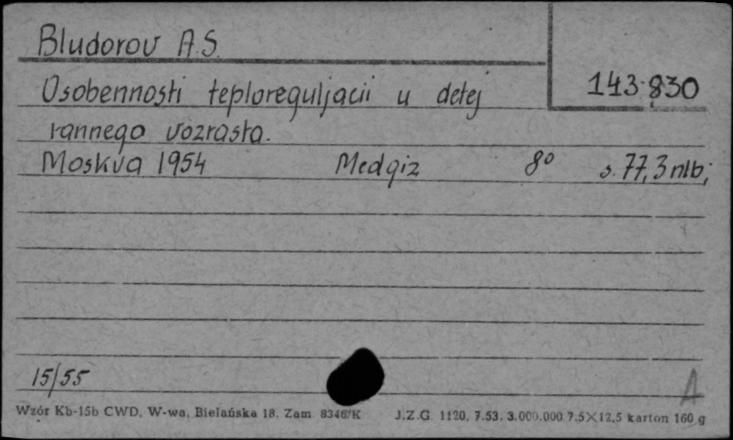 Bludorov A.S.
143.830
Osobennosti teploreguljacii u detej
rannego vozrasta.
Moskva 1954 Medgiz 8° s. 77, 3 nlb;
15/55
A
Wzór Kb-15b CWD, W-wa, Bielańska 18. Zam. 8346/K J.Z.G. 1120, 7.53. 3.000.000 7,5×12,5 karton 160 g